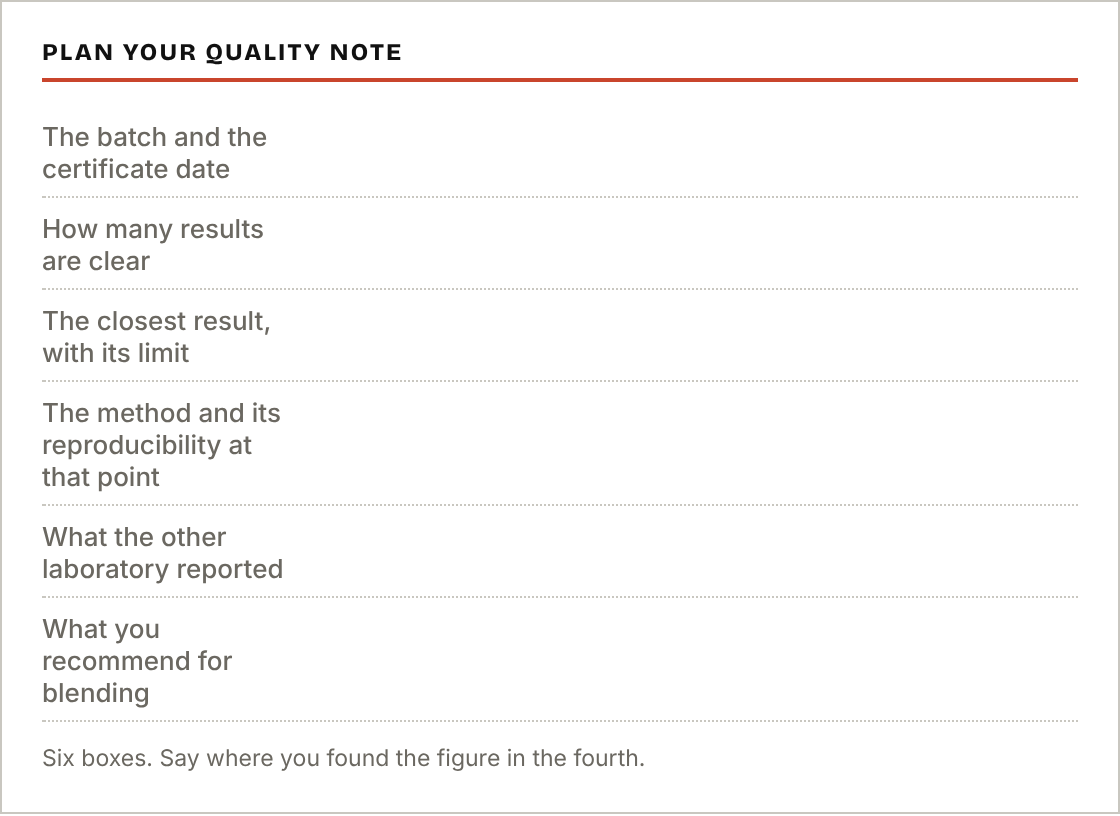 PLAN YOUR QUALITY NOTE
The batch and the
certificate date
How many results
are clear
The closest result,
with its limit
The method and its
reproducibility at
that point
What the other
laboratory reported
What you
recommend for
blending
Six boxes. Say where you found the figure in the fourth.